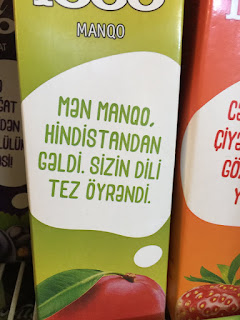 MANQO
MƏN MANQO,
HİNDİSTANDAN
GƏLDİ. SİZİN DİLİ
TEZ ÖYRƏNDİ.